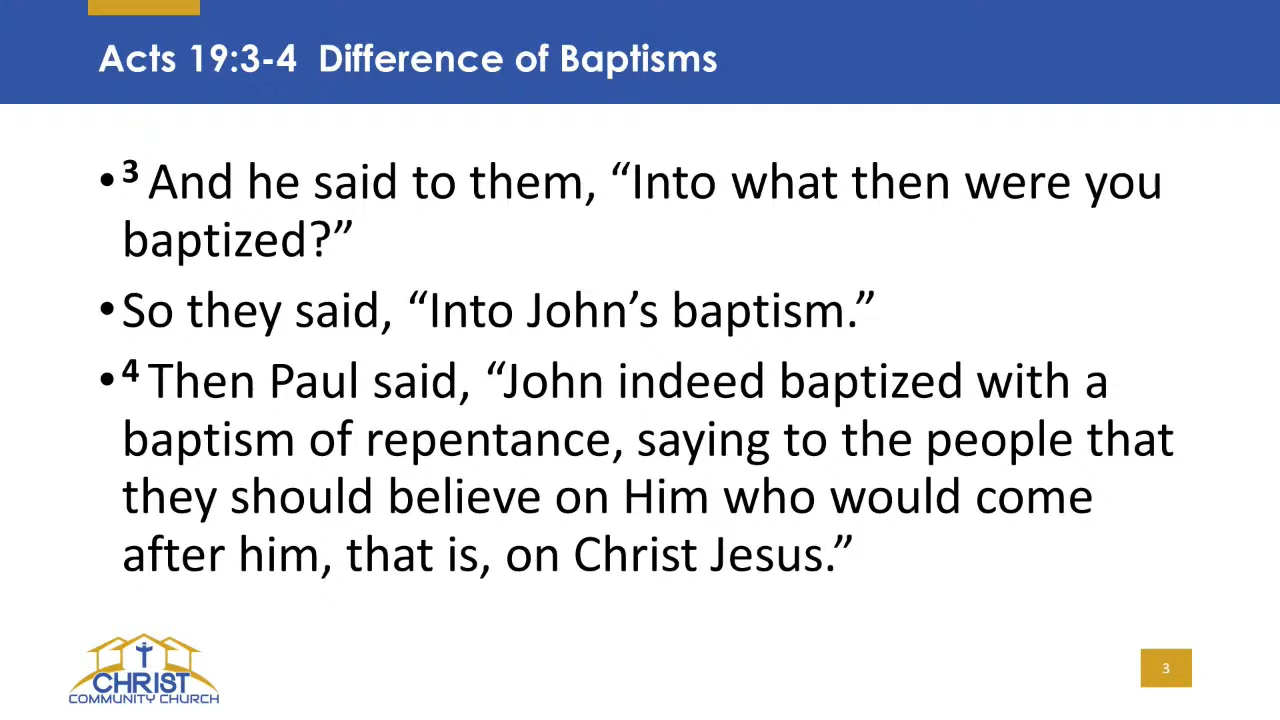 Acts 19:3-4 Difference of Baptisms
•3 And he said to them, “Into what then were you
baptized?”
•So they said, “Into John’s baptism.”
•4 Then Paul said, “John indeed baptized with a
baptism of repentance, saying to the people that
they should believe on Him who would come
after him, that is, on Christ Jesus.”
CHRIST
COMMUNITY CHURCH
3